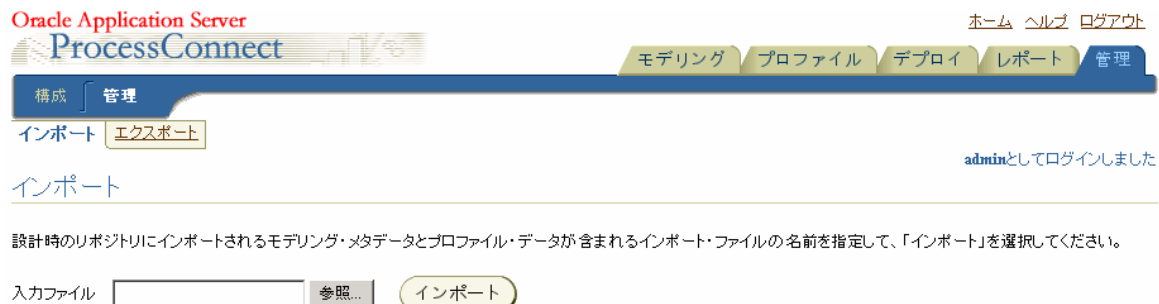 Oracle Application Server
ProcessConnect
ホーム ヘルプ ログアウト
モデリング プロファイル デプロイ レポート 管理
構成 管理
インポート エクスポート
adminとしてログインしました
インポート
設計時のリポジトリにインポートされるモデリング・メタデータとプロファイル・データが含まれるインポート・ファイルの名前を指定して、「インポート」を選択してください。
入力ファイル 参照... インポート